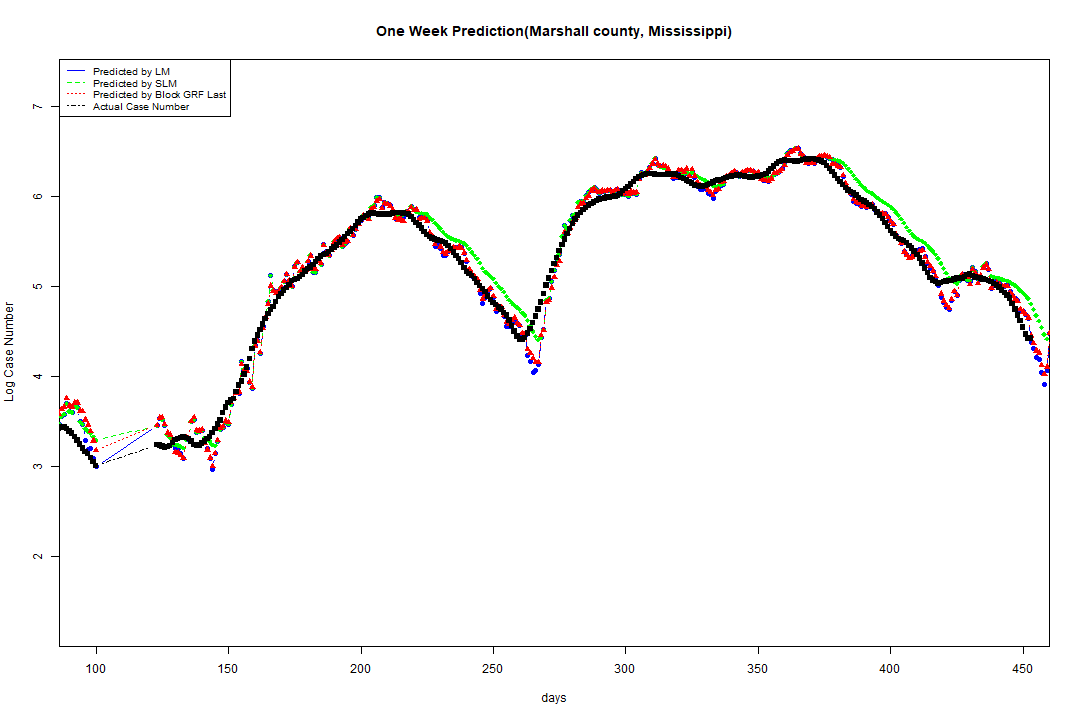 One Week Prediction(Marshall county, Mississippi)
Predicted by LM
Predicted by SLM
Predicted by Block GRF Last
Actual Case Number
7
6
5
4
3
2
Log Case Number
100 150 200 250 300 350 400 450
days